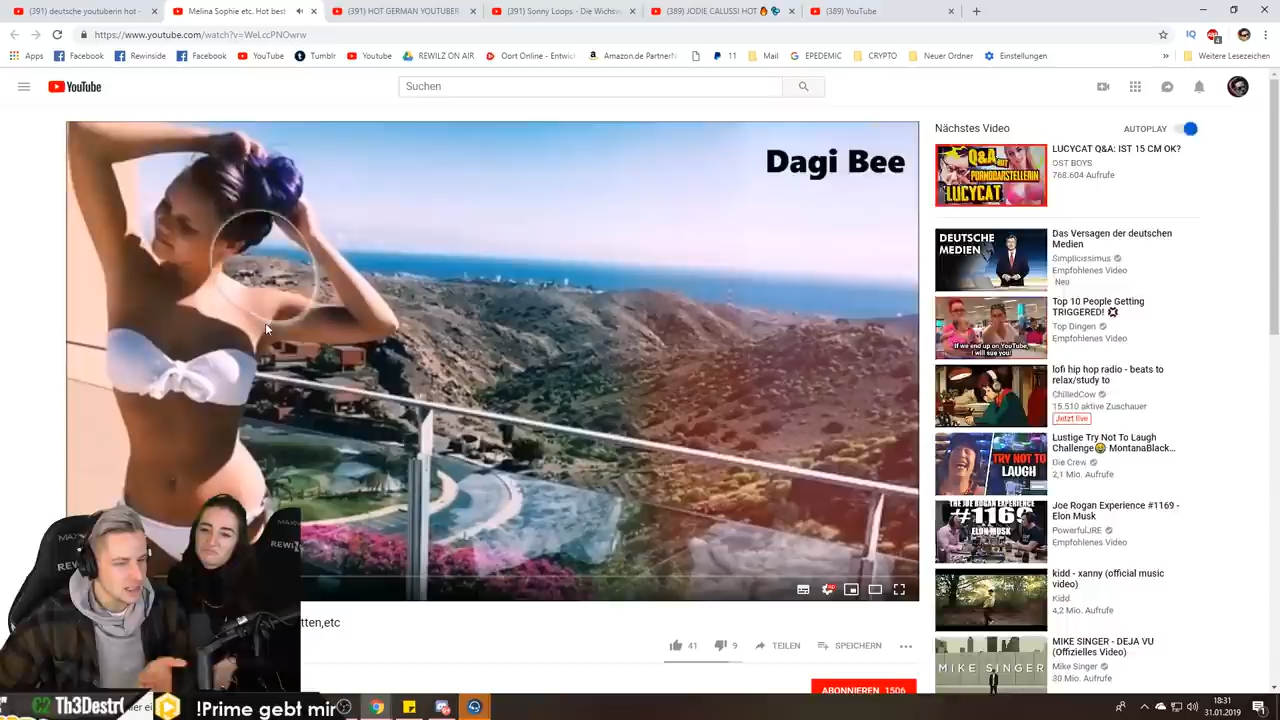 (391) deutsche youtuberin hot -
Melina Sophie etc. Hot best
(391) HOT GERMAN YOUTUBER
(391) Sonny Loops - Die Wittw
(389) JODIE CALUSSI HOT
(389) YouTube
https://www.youtube.com/watch?v=WeLccPNOwrw
Apps
Facebook
Rewinside
Facebook
YouTube
Tumblr
Youtube
REWILZ ON AIR
Oort Online - Entwic
Amazon.de Partnern
11
Mail
EPEDEMIC
CRYPTO
Neuer Ordner
Einstellungen
»
Weitere Lesezeichen
YouTube
Suchen
Dagi Bee
Nächstes Video
AUTOPLAY
Q&A
MIT
PORNODARSTELLERIN
LUCYCAT
LUCYCAT Q&A: IST 15 CM OK?
OST BOYS
768.604 Aufrufe
DEUTSCHE
MEDIEN
Das Versagen der deutschen
Medien
Simplicissimus
Empfohlenes Video
Neu
If we end up on YouTube,
I will sue you!
Top 10 People Getting
TRIGGERED!
Top Dingen
Empfohlenes Video
lofi hip hop radio - beats to
relax/study to
ChilledCow
15.510 aktive Zuschauer
Jetzt live
TRY NOT TO
LAUGH
Lustige Try Not To Laugh
Challenge😂 MontanaBlack...
Die Crew
2,1 Mio. Aufrufe
THE JOE ROGAN EXPERIENCE
#1169
ELON MUSK
Joe Rogan Experience #1169 -
Elon Musk
PowerfulJRE
Empfohlenes Video
kidd - xanny (official music
video)
Kidd
4,2 Mio. Aufrufe
MIKE SINGER
MIKE SINGER - DEJA VU
(Offizielles Video)
Mike Singer
30 Mio. Aufrufe
tten,etc
41
9
TEILEN
SPEICHERN
ABONNIEREN 1506
C2 Th3Destr(
!Prime gebt mir
18:31
31.01.2019